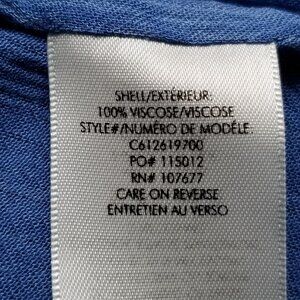 SHELL/EXTÉRIEUR:
100% VISCOSE/VISCOSE
STYLE#/NUMÉRO DE MODÈLE:
C612619700
PO# 115012
RN# 107677
CARE ON REVERSE
ENTRETIEN AU VERSO